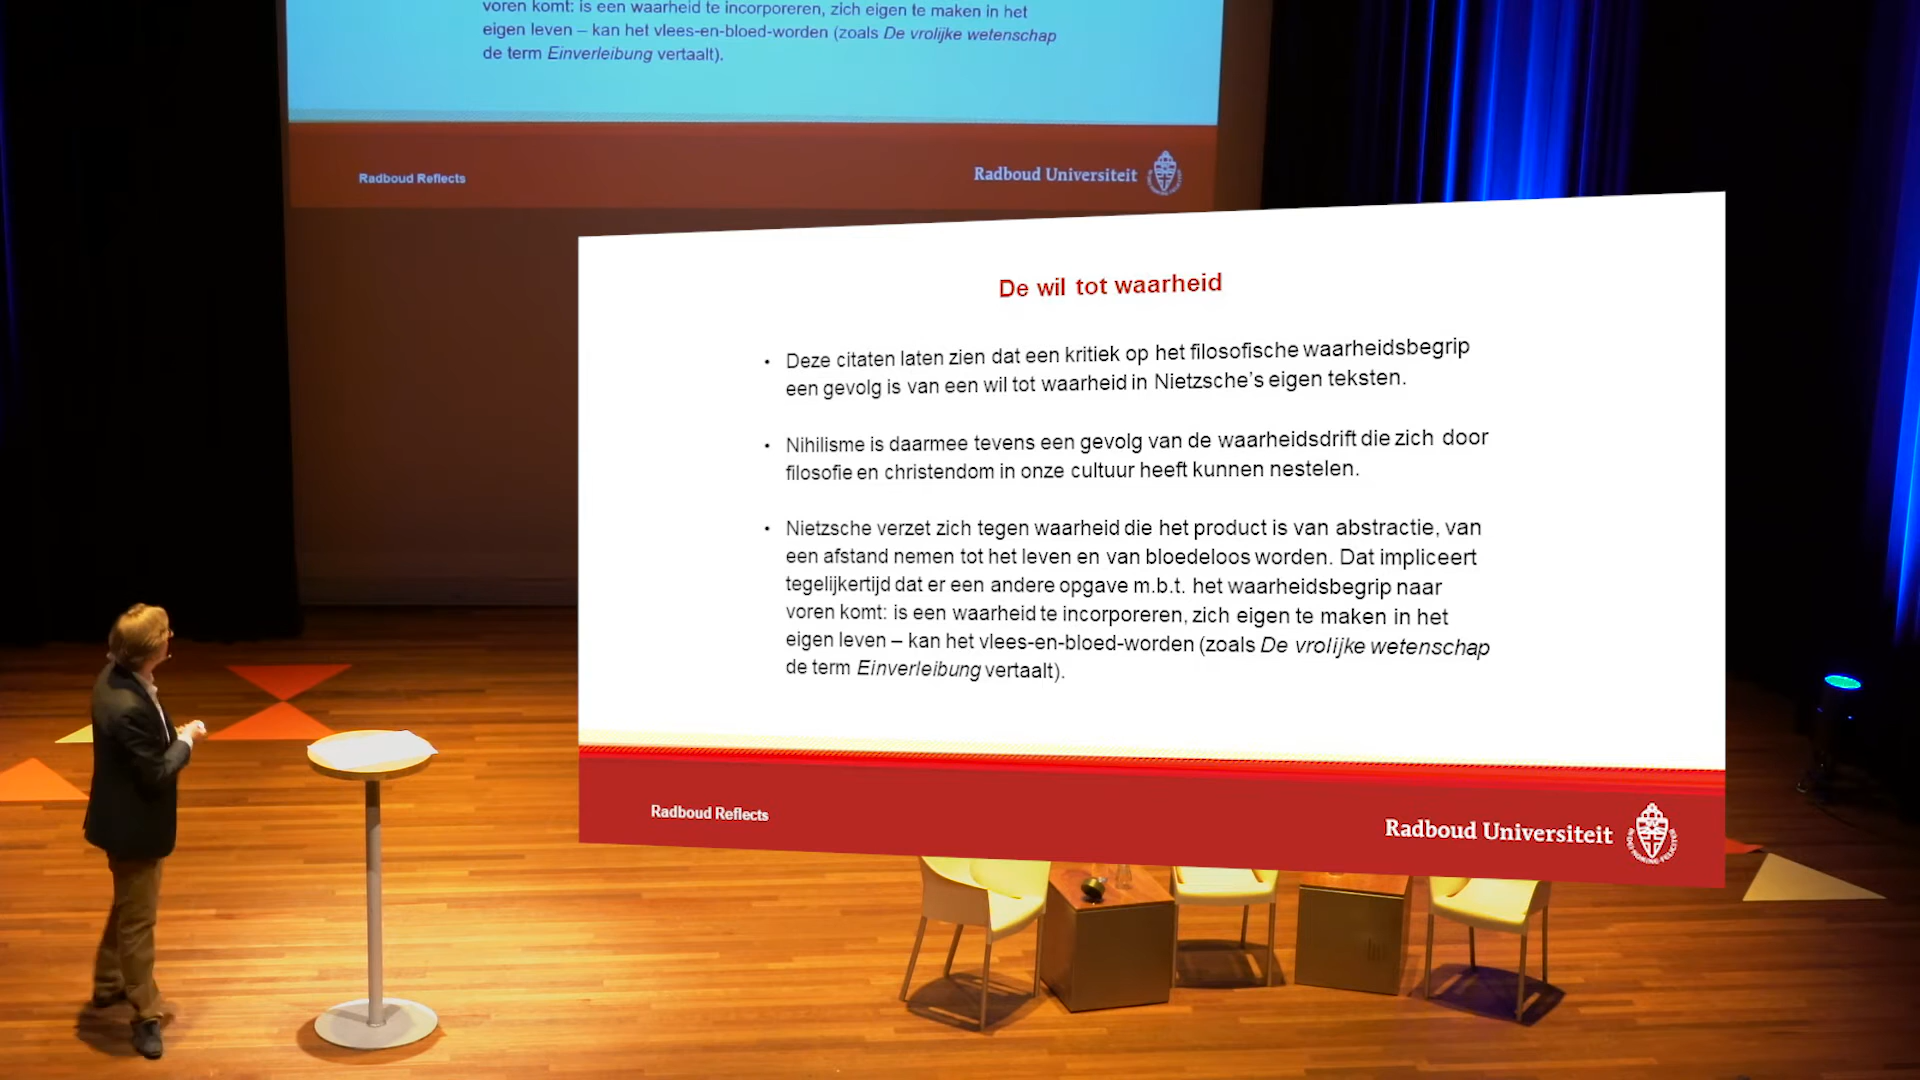 voren komt: is een waarheid te incorporeren, zich eigen te maken in het
eigen leven – kan het vlees-en-bloed-worden (zoals De vrolijke wetenschap
de term Einverleibung vertaalt).
Radboud Reflects
Radboud Universiteit
De wil tot waarheid
• Deze citaten laten zien dat een kritiek op het filosofische waarheidsbegrip
een gevolg is van een wil tot waarheid in Nietzsche’s eigen teksten.
• Nihilisme is daarmee tevens een gevolg van de waarheidsdrift die zich door
filosofie en christendom in onze cultuur heeft kunnen nestelen.
• Nietzsche verzet zich tegen waarheid die het product is van abstractie, van
een afstand nemen tot het leven en van bloedeloos worden. Dat impliceert
tegelijkertijd dat er een andere opgave m.b.t. het waarheidsbegrip naar
voren komt: is een waarheid te incorporeren, zich eigen te maken in het
eigen leven – kan het vlees-en-bloed-worden (zoals De vrolijke wetenschap
de term Einverleibung vertaalt).
Radboud Reflects
Radboud Universiteit